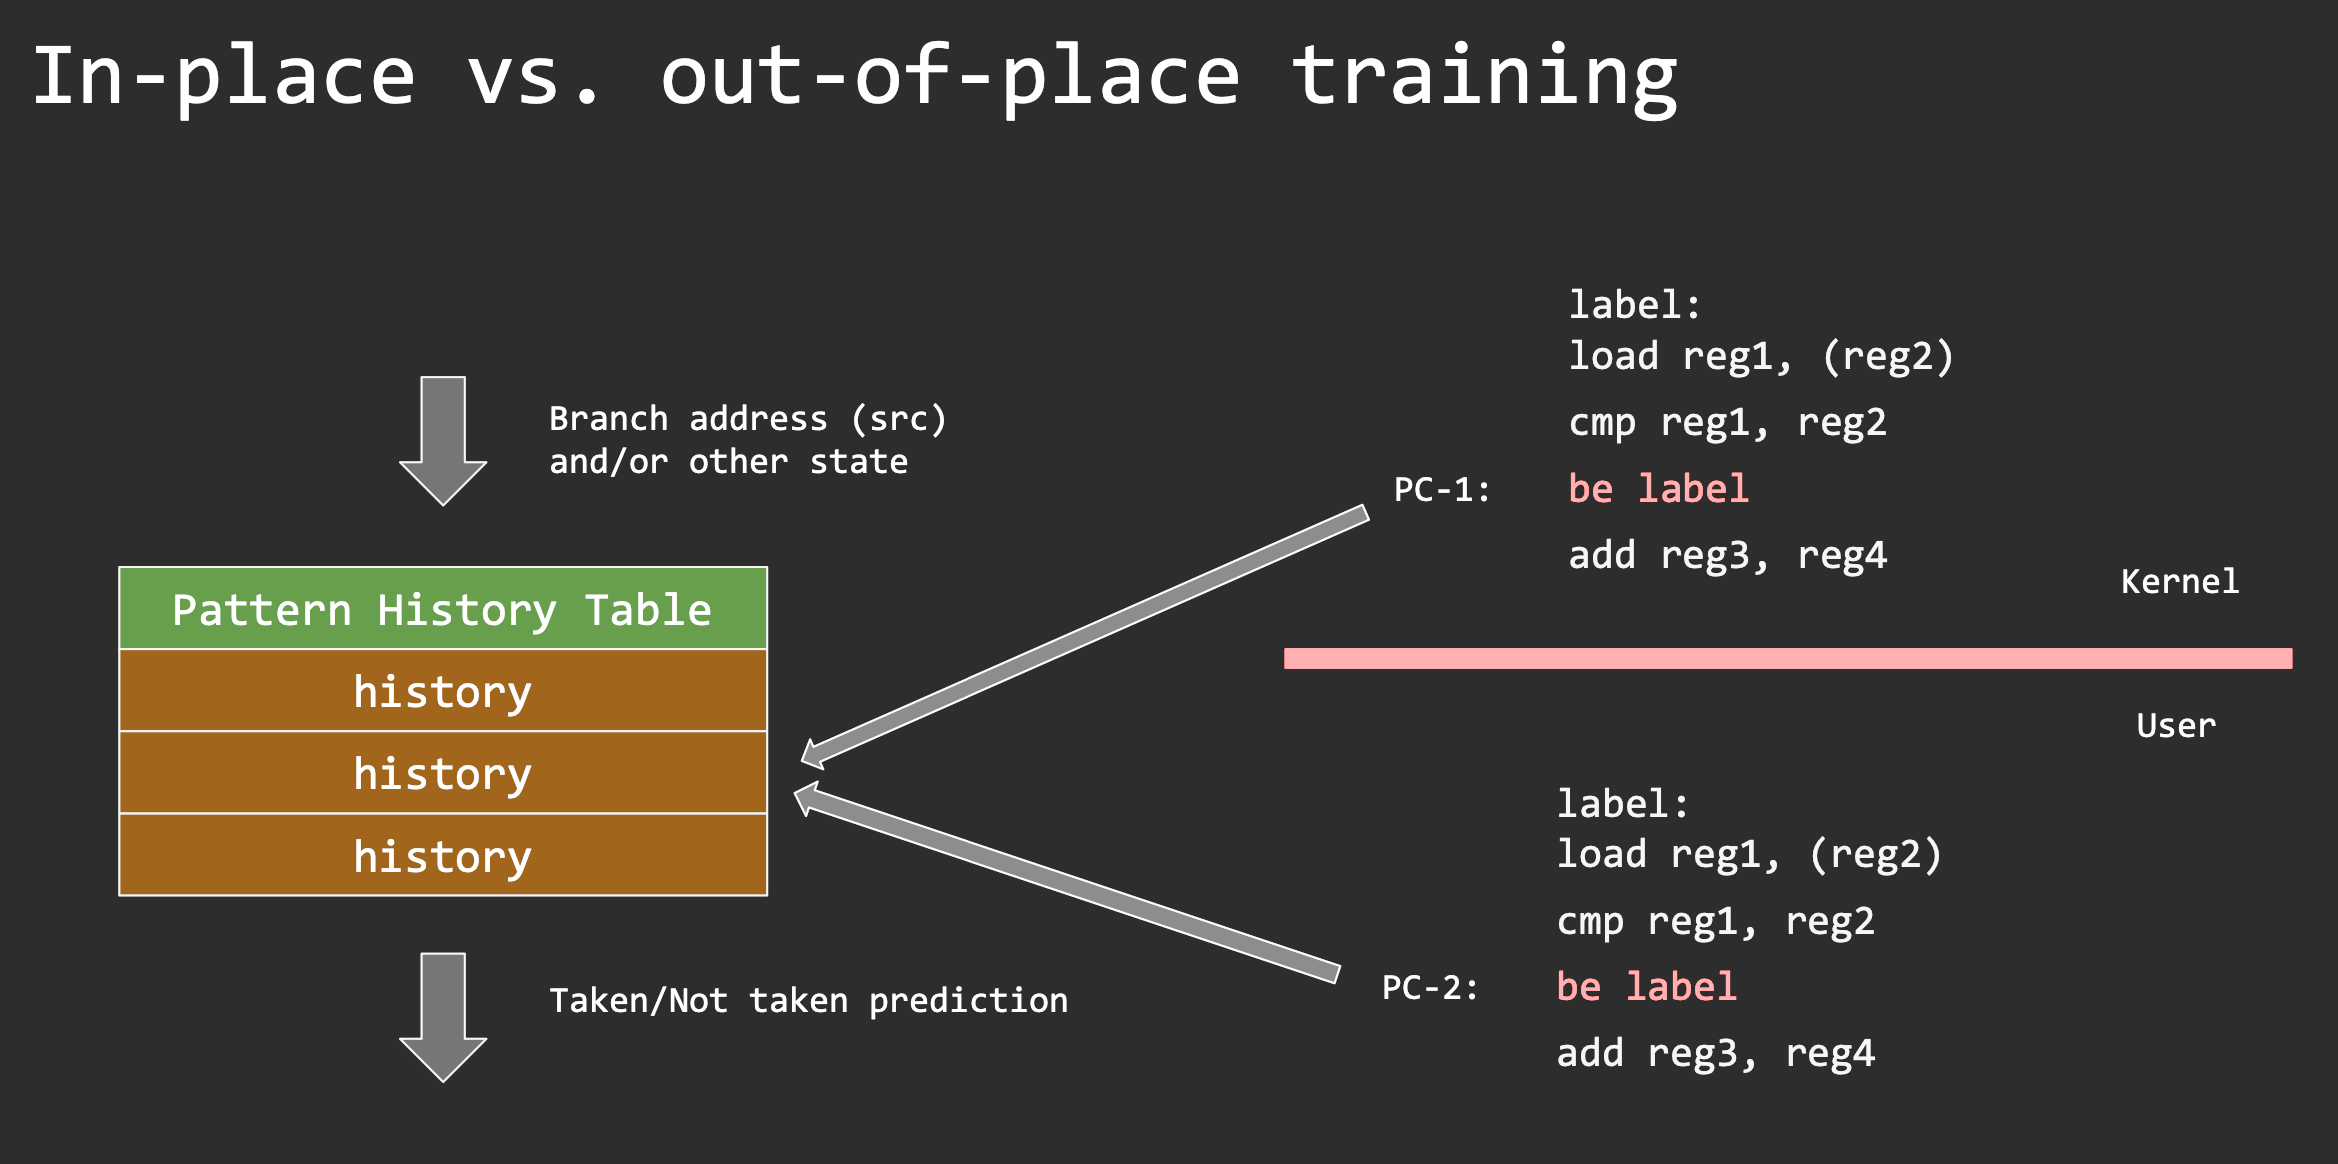 In-place vs. out-of-place training
Branch address (src)
and/or other state
Pattern History Table
history
history
history
Taken/Not taken prediction
label:
load reg1, (reg2)
cmp reg1, reg2
PC-1: be label
add reg3, reg4
Kernel
User
label:
load reg1, (reg2)
cmp reg1, reg2
PC-2: be label
add reg3, reg4